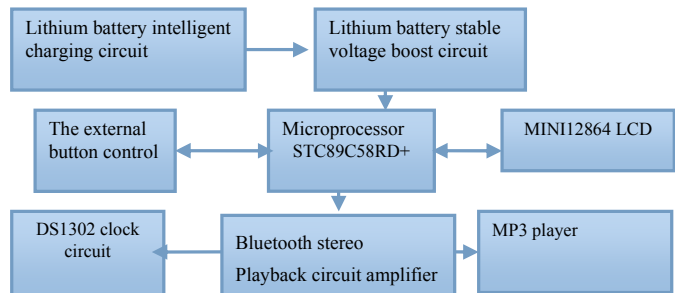 Lithium battery intelligent
charging circuit
Lithium battery stable
voltage boost circuit
The external
button control
Microprocessor
STC89C58RD+
MINI12864 LCD
DS1302 clock
circuit
Bluetooth stereo
Playback circuit amplifier
MP3 player